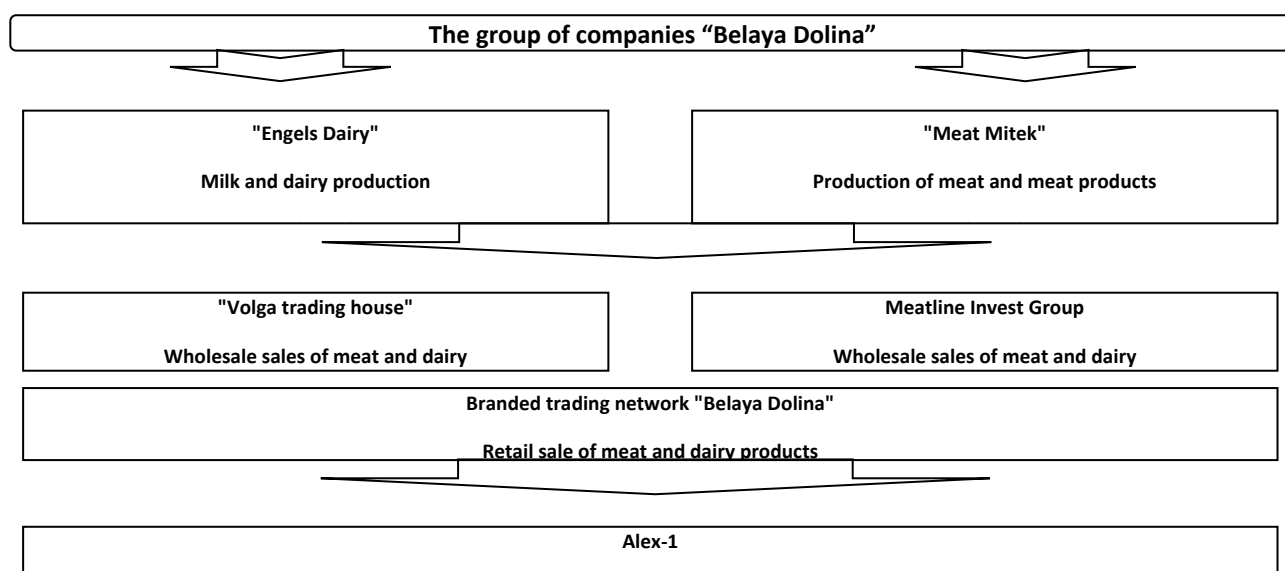 The group of companies “Belaya Dolina”
"Engels Dairy"
Milk and dairy production
"Meat Mitek"
Production of meat and meat products
"Volga trading house"
Wholesale sales of meat and dairy
Meatline Invest Group
Wholesale sales of meat and dairy
Branded trading network "Belaya Dolina"
Retail sale of meat and dairy products
Alex-1